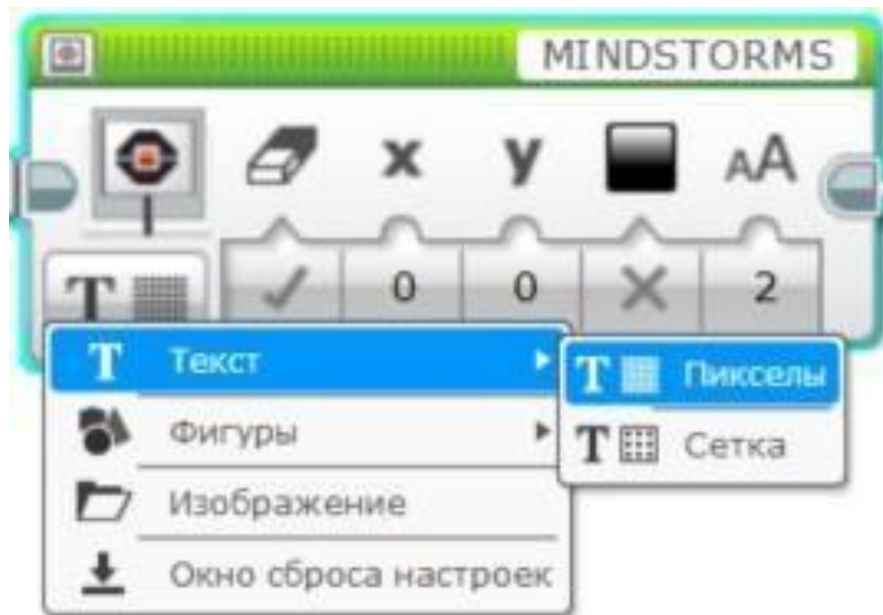 MINDSTORMS
x y AA
T 0 0 2
T Текст
T Пикселы
Фигуры
T Сетка
Изображение
Окно сброса настроек